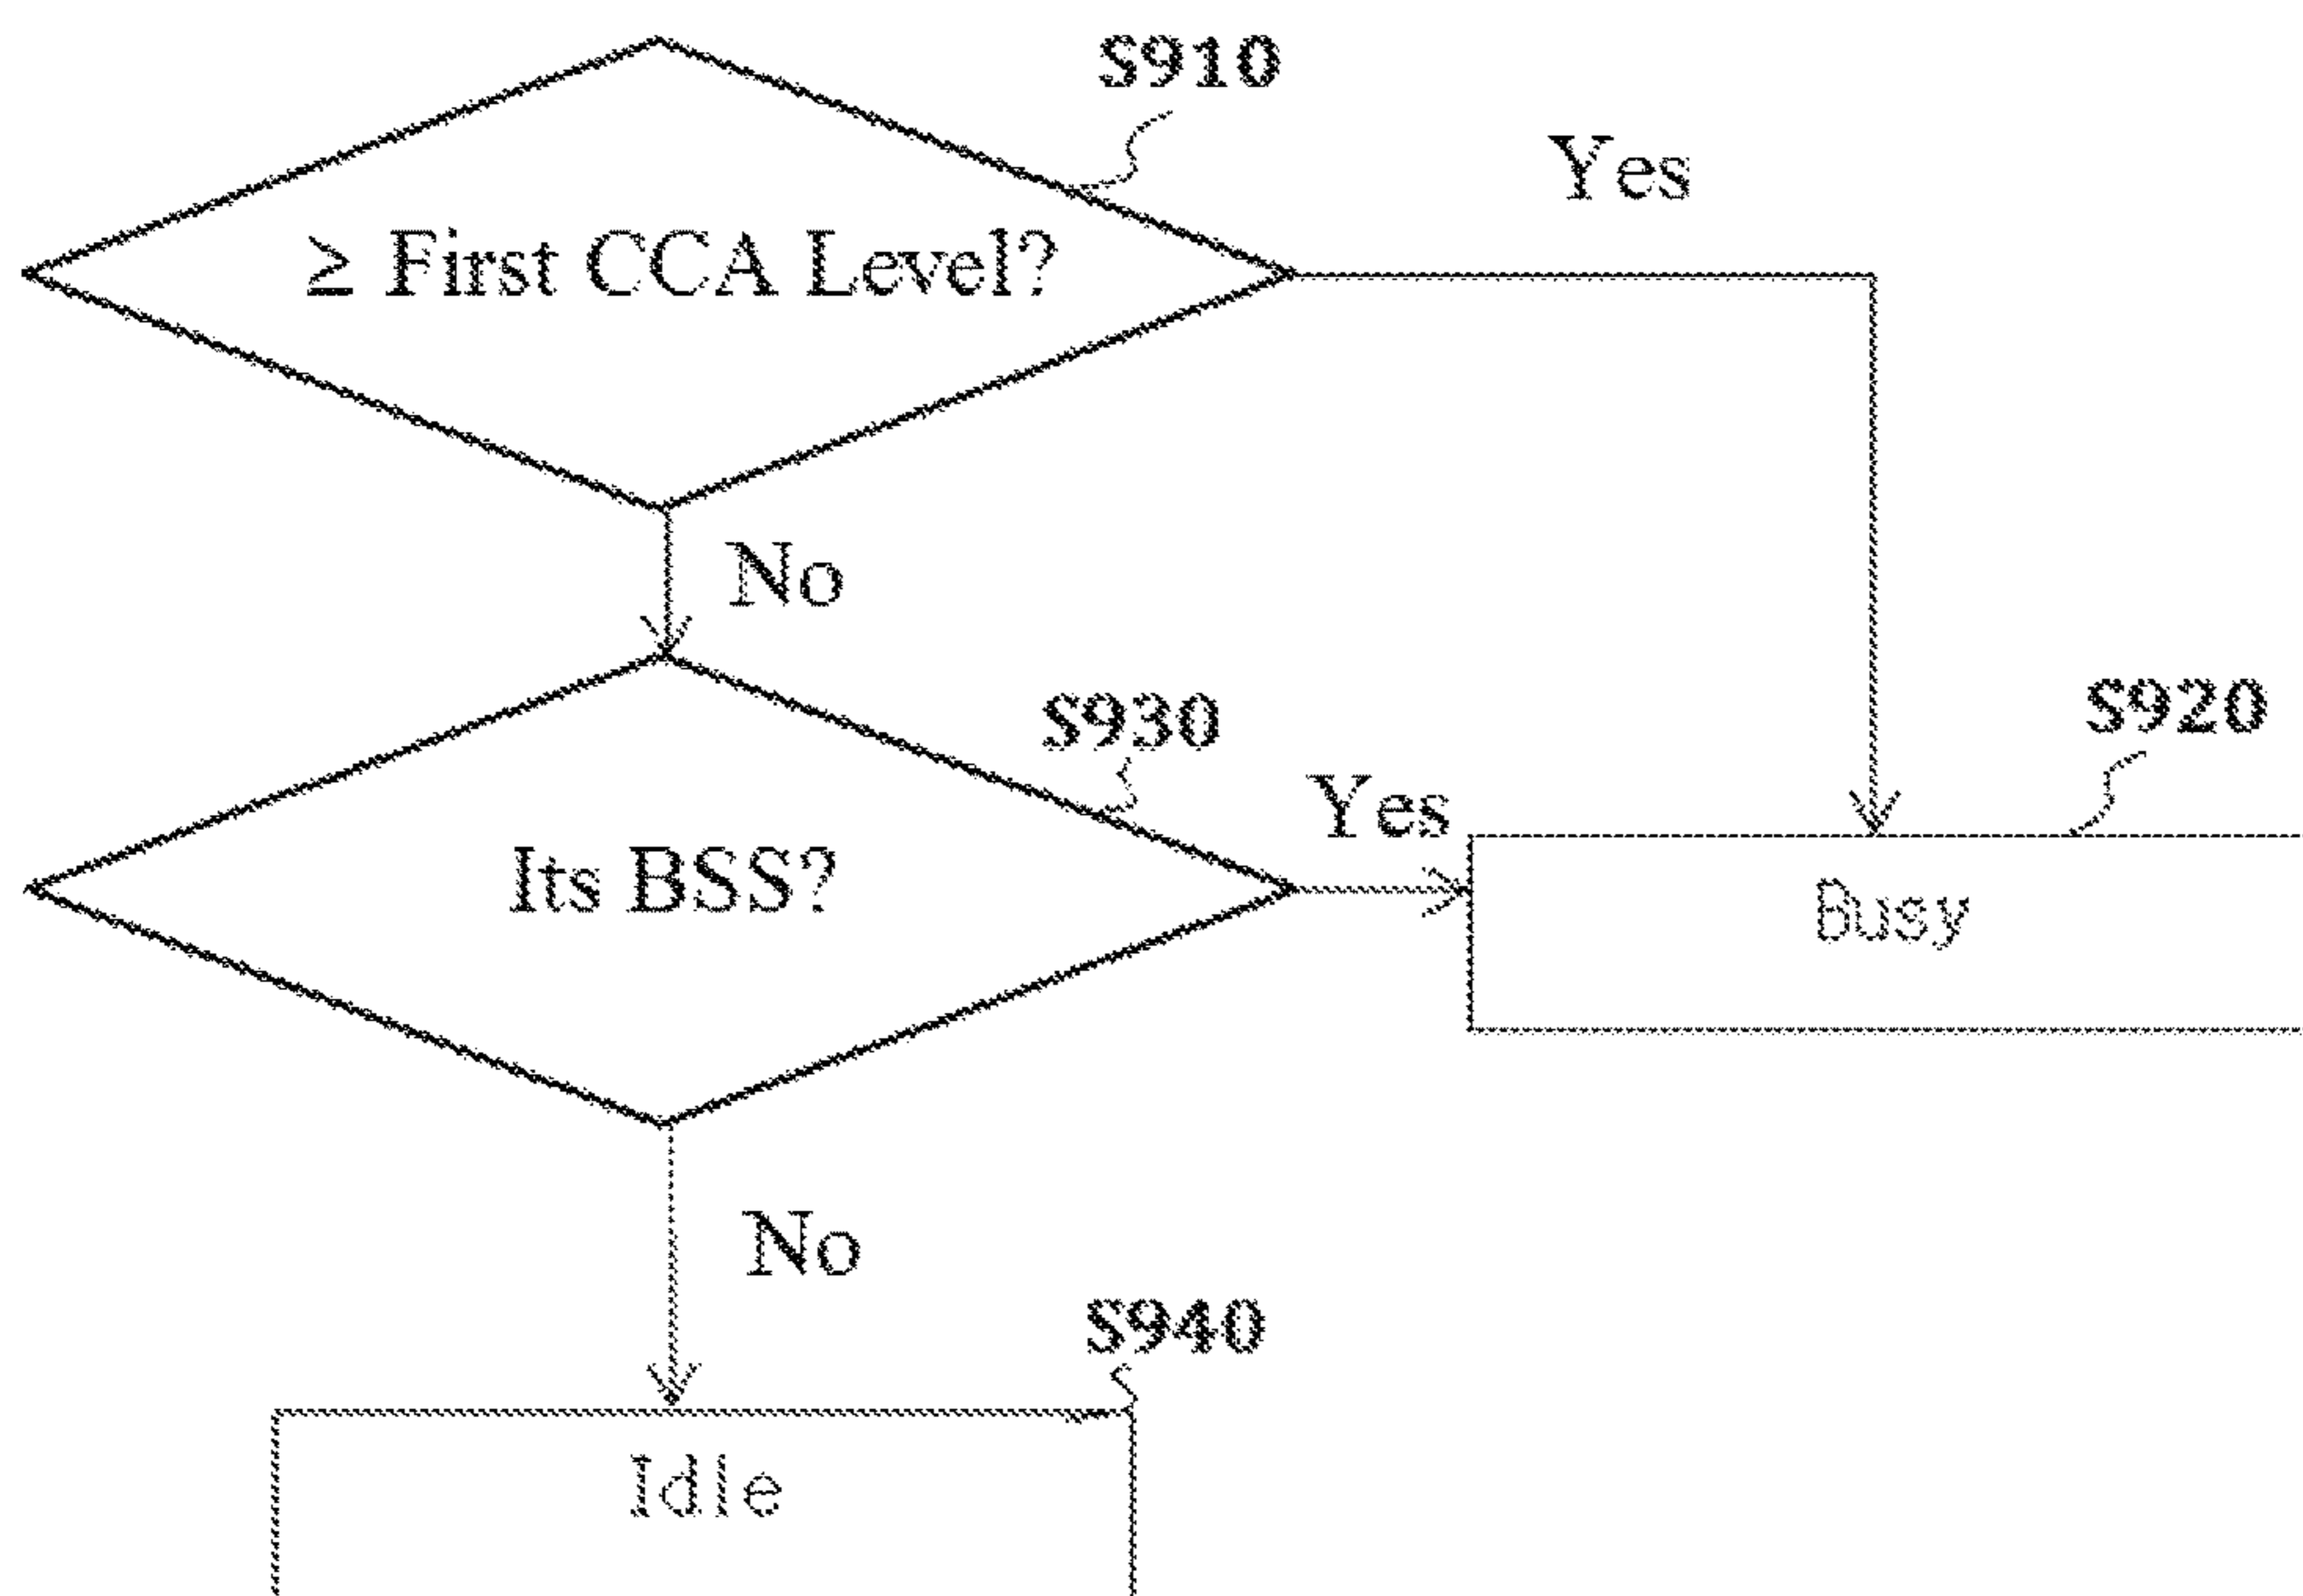 S910
Yes
≥ First CCA Level?
No
S930
S920
Yes
Its BSS?
Busy
No
S940
Idle